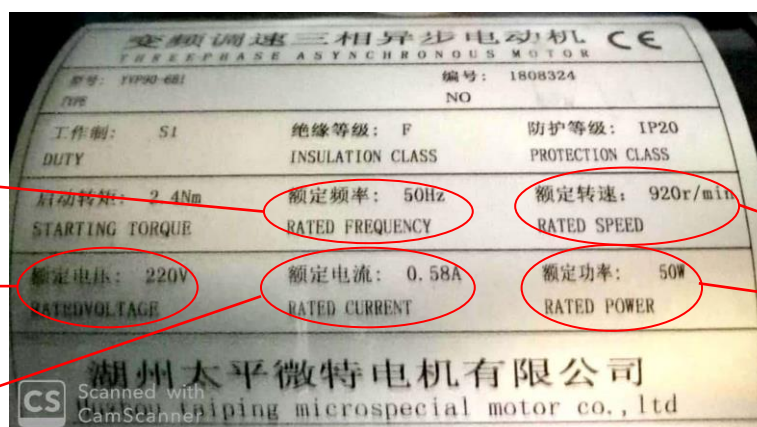 变频调速三相异步电动机 CE
THREEPHASE ASYNCHRONOUS MOTOR
型号: YVP90-6B1 编号: 1808324
TYPE NO
工作制: S1 绝缘等级: F 防护等级: IP20
DUTY INSULATION CLASS PROTECTION CLASS
启动转矩: 2.4Nm 额定频率: 50Hz 额定转速: 920r/min
STARTING TORQUE RATED FREQUENCY RATED SPEED
额定电压: 220V 额定电流: 0.58A 额定功率: 50W
RATEDVOLTAGE RATED CURRENT RATED POWER
湖州太平微特电机有限公司
taiping microspecial motor co.,ltd
CS Scanned with
CamScanner